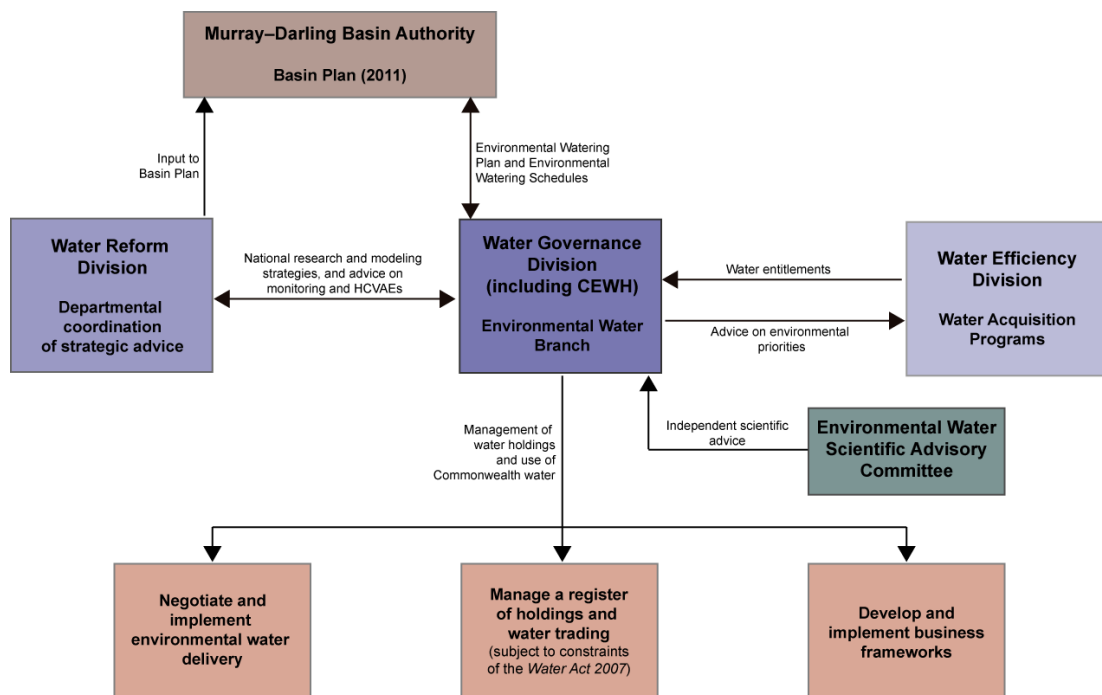 Murray–Darling Basin Authority
Basin Plan (2011)
Input to
Basin Plan
Environmental Watering
Plan and Environmental
Watering Schedules
Water Reform
Division
Departmental
coordination
of strategic advice
National research and modeling
strategies, and advice on
monitoring and HCVAEs
Water Governance
Division
(including CEWH)
Environmental Water
Branch
Water entitlements
Advice on environmental
priorities
Water Efficiency
Division
Water Acquisition
Programs
Management of
water holdings
and use of
Commonwealth water
Independent scientific
advice
Environmental Water
Scientific Advisory
Committee
Negotiate and
implement
environmental water
delivery
Manage a register
of holdings and
water trading
(subject to constraints
of the Water Act 2007)
Develop and
implement business
frameworks